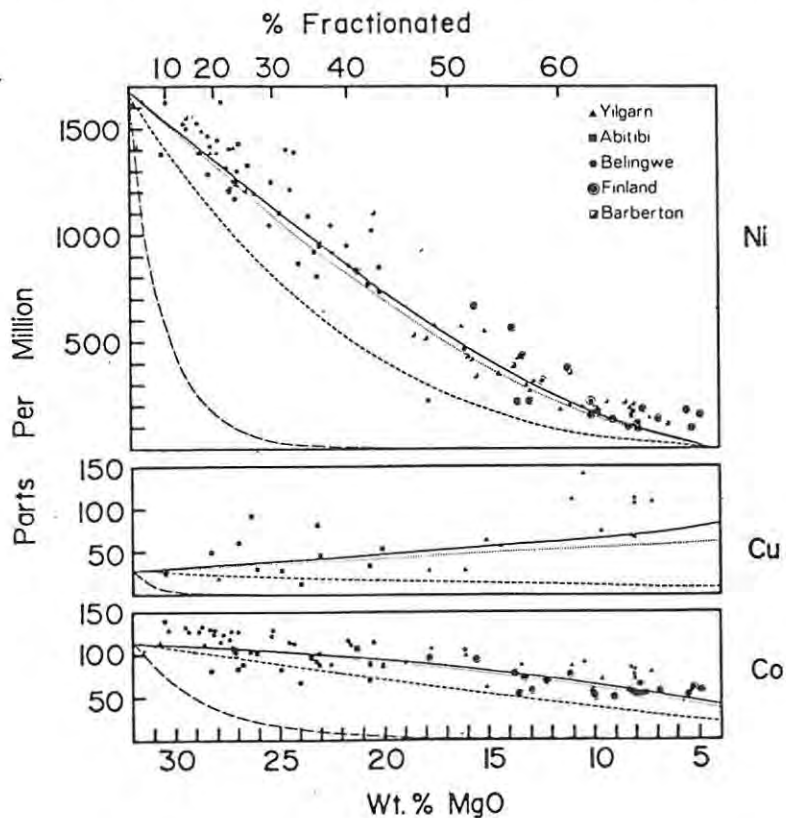 % Fractionated
10 20 30 40 50 60
Yilgarn
Abitibi
Belingwe
Finland
Barberton
1500
1000
500
Ni
Parts Per Million
150
100
50
Cu
150
100
50
Co
30 25 20 15 10 5
Wt.% MgO